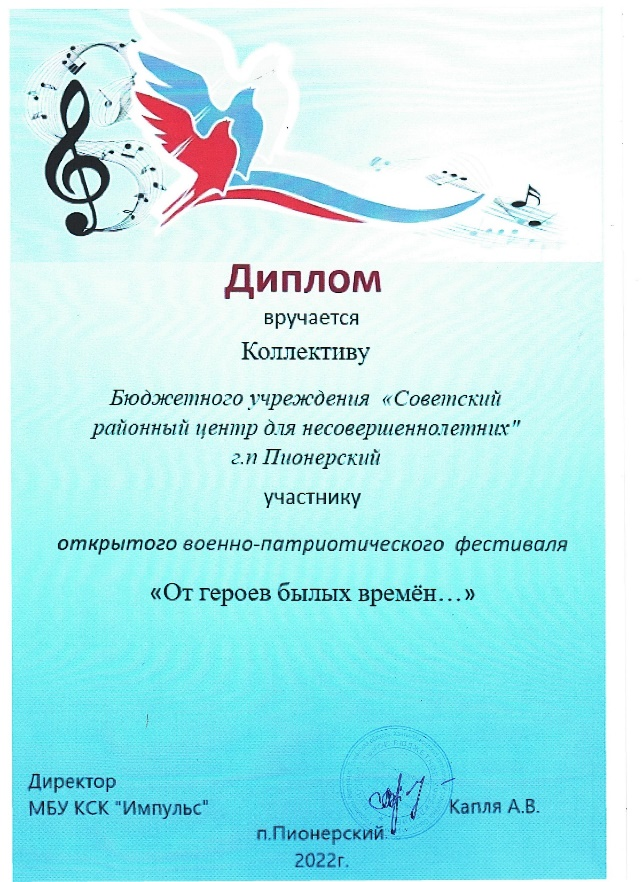 Диплом
вручается
Коллективу
Бюджетного учреждения «Советский
районный центр для несовершеннолетних"
г.п Пионерский
участнику
открытого военно-патриотического фестиваля
«От героев былых времён…»
Директор
МБУ КСК "Импульс"
Капля А.В.
п.Пионерский
2022г.